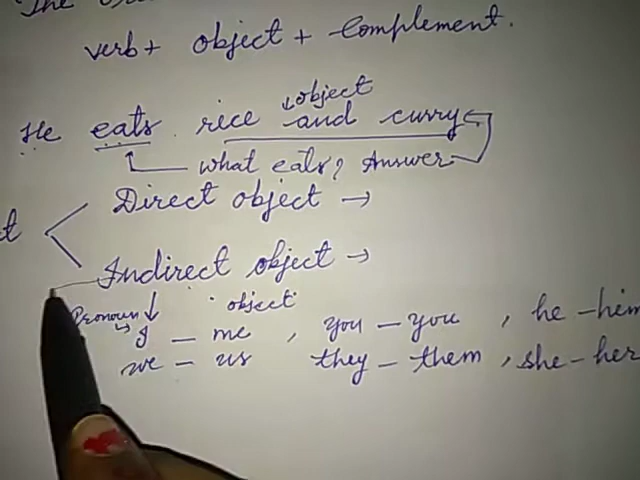 The
verb + object + Complement.
↓object
He eats rice and curry
what eats? Answer
Direct object →
Indirect object →
Pronoun ↓ object
I – me , you – you , he – him
we – us they – them , she – her